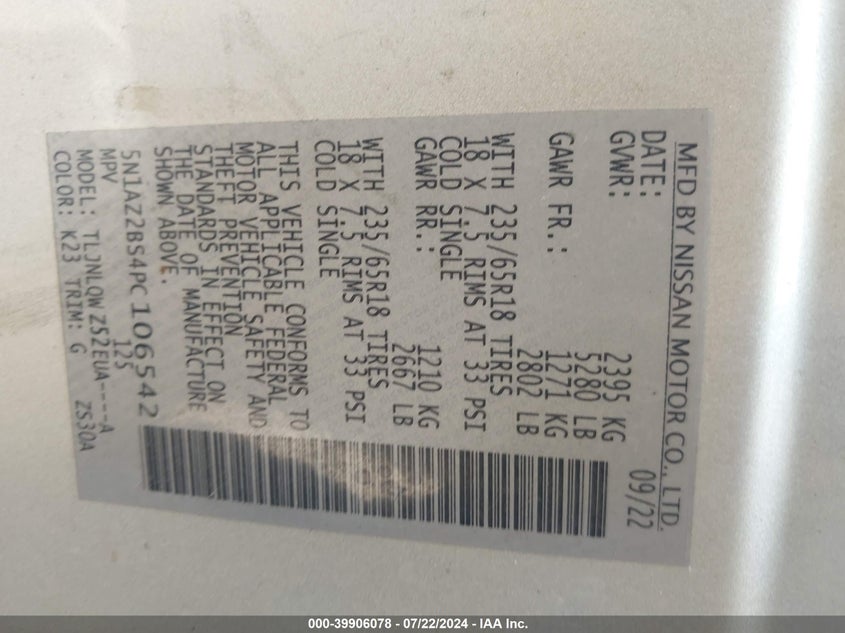 MFD BY NISSAN MOTOR CO., LTD.
DATE: 09/22
GVWR: 2395 KG
5280 LB
GAWR FR.: 1271 KG
2802 LB
WITH 235/65R18 TIRES
18 X 7.5 RIMS AT 33 PSI
COLD SINGLE
GAWR RR.: 1210 KG
2667 LB
WITH 235/65R18 TIRES
18 X 7.5 RIMS AT 33 PSI
COLD SINGLE
THIS VEHICLE CONFORMS TO
ALL APPLICABLE FEDERAL
MOTOR VEHICLE SAFETY AND
THEFT PREVENTION
STANDARDS IN EFFECT ON
THE DATE OF MANUFACTURE
SHOWN ABOVE.
5N1AZ2BS4PC106542
MPV 125
MODEL: TLJNLQWZ52EUA----A
COLOR: K23 TRIM: G ZS30A
000-39906078 - 07/22/2024 - IAA Inc.